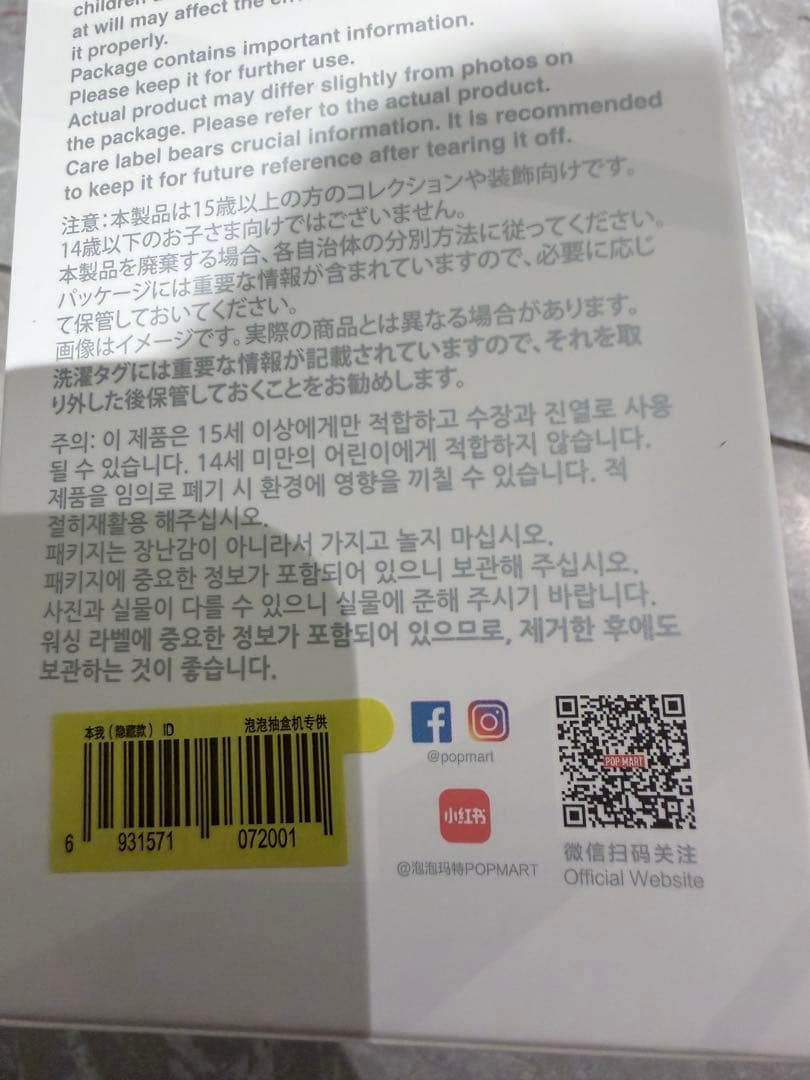 children
at will may affect the
it properly.
Package contains important information.
Please keep it for further use.
Actual product may differ slightly from photos on
the package. Please refer to the actual product.
Care label bears crucial information. It is recommended
to keep it for future reference after tearing it off.
注意：本製品は15歳以上の方のコレクションや装飾向けです。
14歳以下のお子さま向けではございません。
本製品を廃棄する場合、各自治体の分別方法に従ってください。
パッケージには重要な情報が含まれていますので、必要に応じ
て保管しておいてください。
画像はイメージです。実際の商品とは異なる場合があります。
洗濯タグには重要な情報が記載されていますので、それを取
り外した後保管しておくことをお勧めします。
주의: 이 제품은 15세 이상에게만 적합하고 수장과 진열로 사용
될 수 있습니다. 14세 미만의 어린이에게 적합하지 않습니다.
제품을 임의로 폐기 시 환경에 영향을 끼칠 수 있습니다. 적
절히재활용 해주십시오.
패키지는 장난감이 아니라서 가지고 놀지 마십시오.
패키지에 중요한 정보가 포함되어 있으니 보관해 주십시오.
사진과 실물이 다를 수 있으니 실물에 준해 주시기 바랍니다.
워싱 라벨에 중요한 정보가 포함되어 있으므로, 제거한 후에도
보관하는 것이 좋습니다.
本我（隐藏款） ID 泡泡抽盒机专供
6 931571 072001
@popmart
小红书
@泡泡玛特POPMART
POP MART
微信扫码关注
Official Website